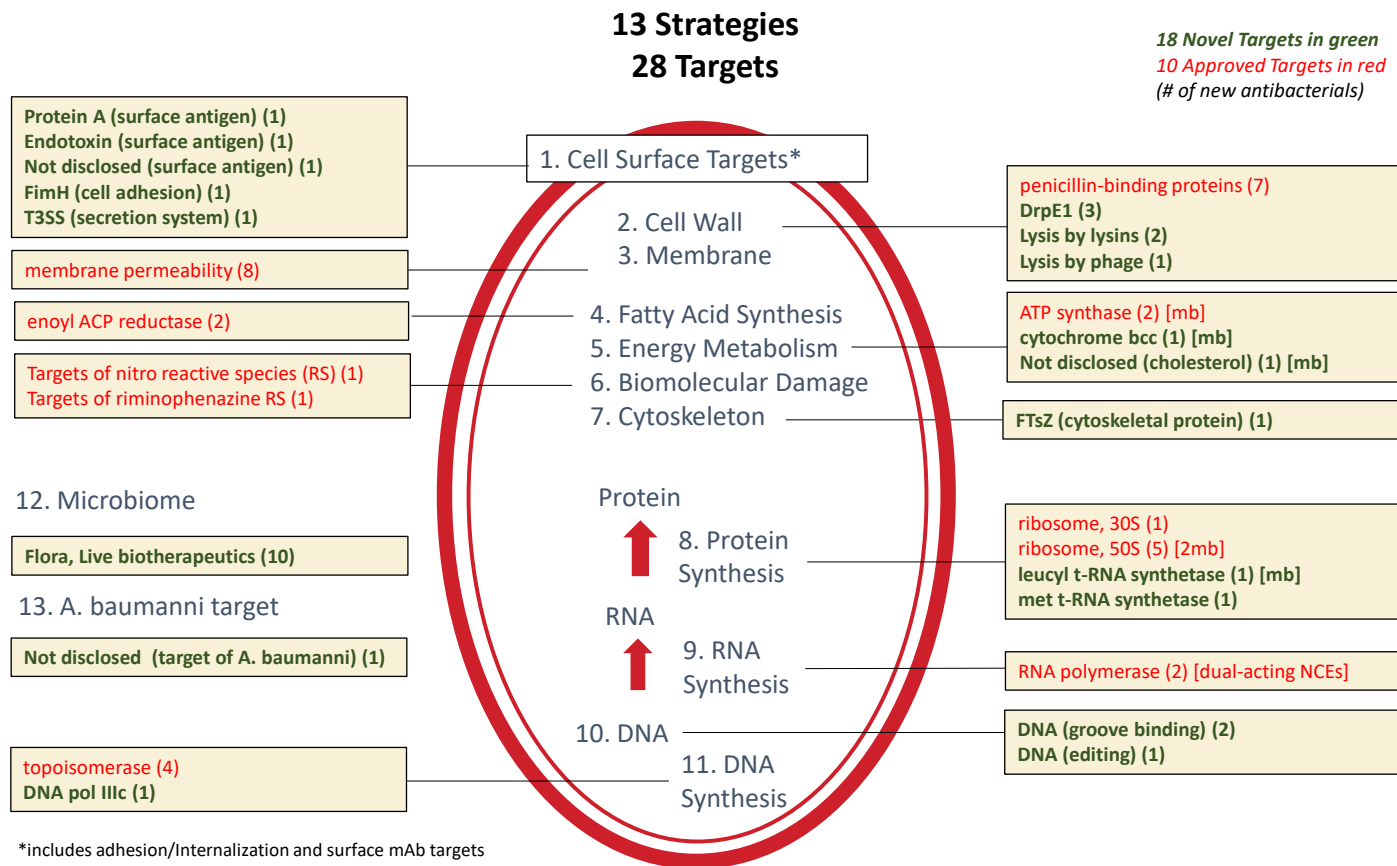 13 Strategies
28 Targets
18 Novel Targets in green
10 Approved Targets in red
(# of new antibacterials)
Protein A (surface antigen) (1)
Endotoxin (surface antigen) (1)
Not disclosed (surface antigen) (1)
FimH (cell adhesion) (1)
T3SS (secretion system) (1)
membrane permeability (8)
enoyl ACP reductase (2)
Targets of nitro reactive species (RS) (1)
Targets of riminophenazine RS (1)
12. Microbiome
Flora, Live biotherapeutics (10)
13. A. baumanni target
Not disclosed  (target of A. baumanni) (1)
topoisomerase (4)
DNA pol IIIc (1)
1. Cell Surface Targets*
2. Cell Wall
3. Membrane
4. Fatty Acid Synthesis
5. Energy Metabolism
6. Biomolecular Damage
7. Cytoskeleton
Protein
8. Protein
Synthesis
RNA
9. RNA
Synthesis
10. DNA
11. DNA
Synthesis
penicillin-binding proteins (7)
DrpE1 (3)
Lysis by lysins (2)
Lysis by phage (1)
ATP synthase (2) [mb]
cytochrome bcc (1) [mb]
Not disclosed (cholesterol) (1) [mb]
FTsZ (cytoskeletal protein) (1)
ribosome, 30S (1)
ribosome, 50S (5) [2mb]
leucyl t-RNA synthetase (1) [mb]
met t-RNA synthetase (1)
RNA polymerase (2) [dual-acting NCEs]
DNA (groove binding) (2)
DNA (editing) (1)
*includes adhesion/Internalization and surface mAb targets